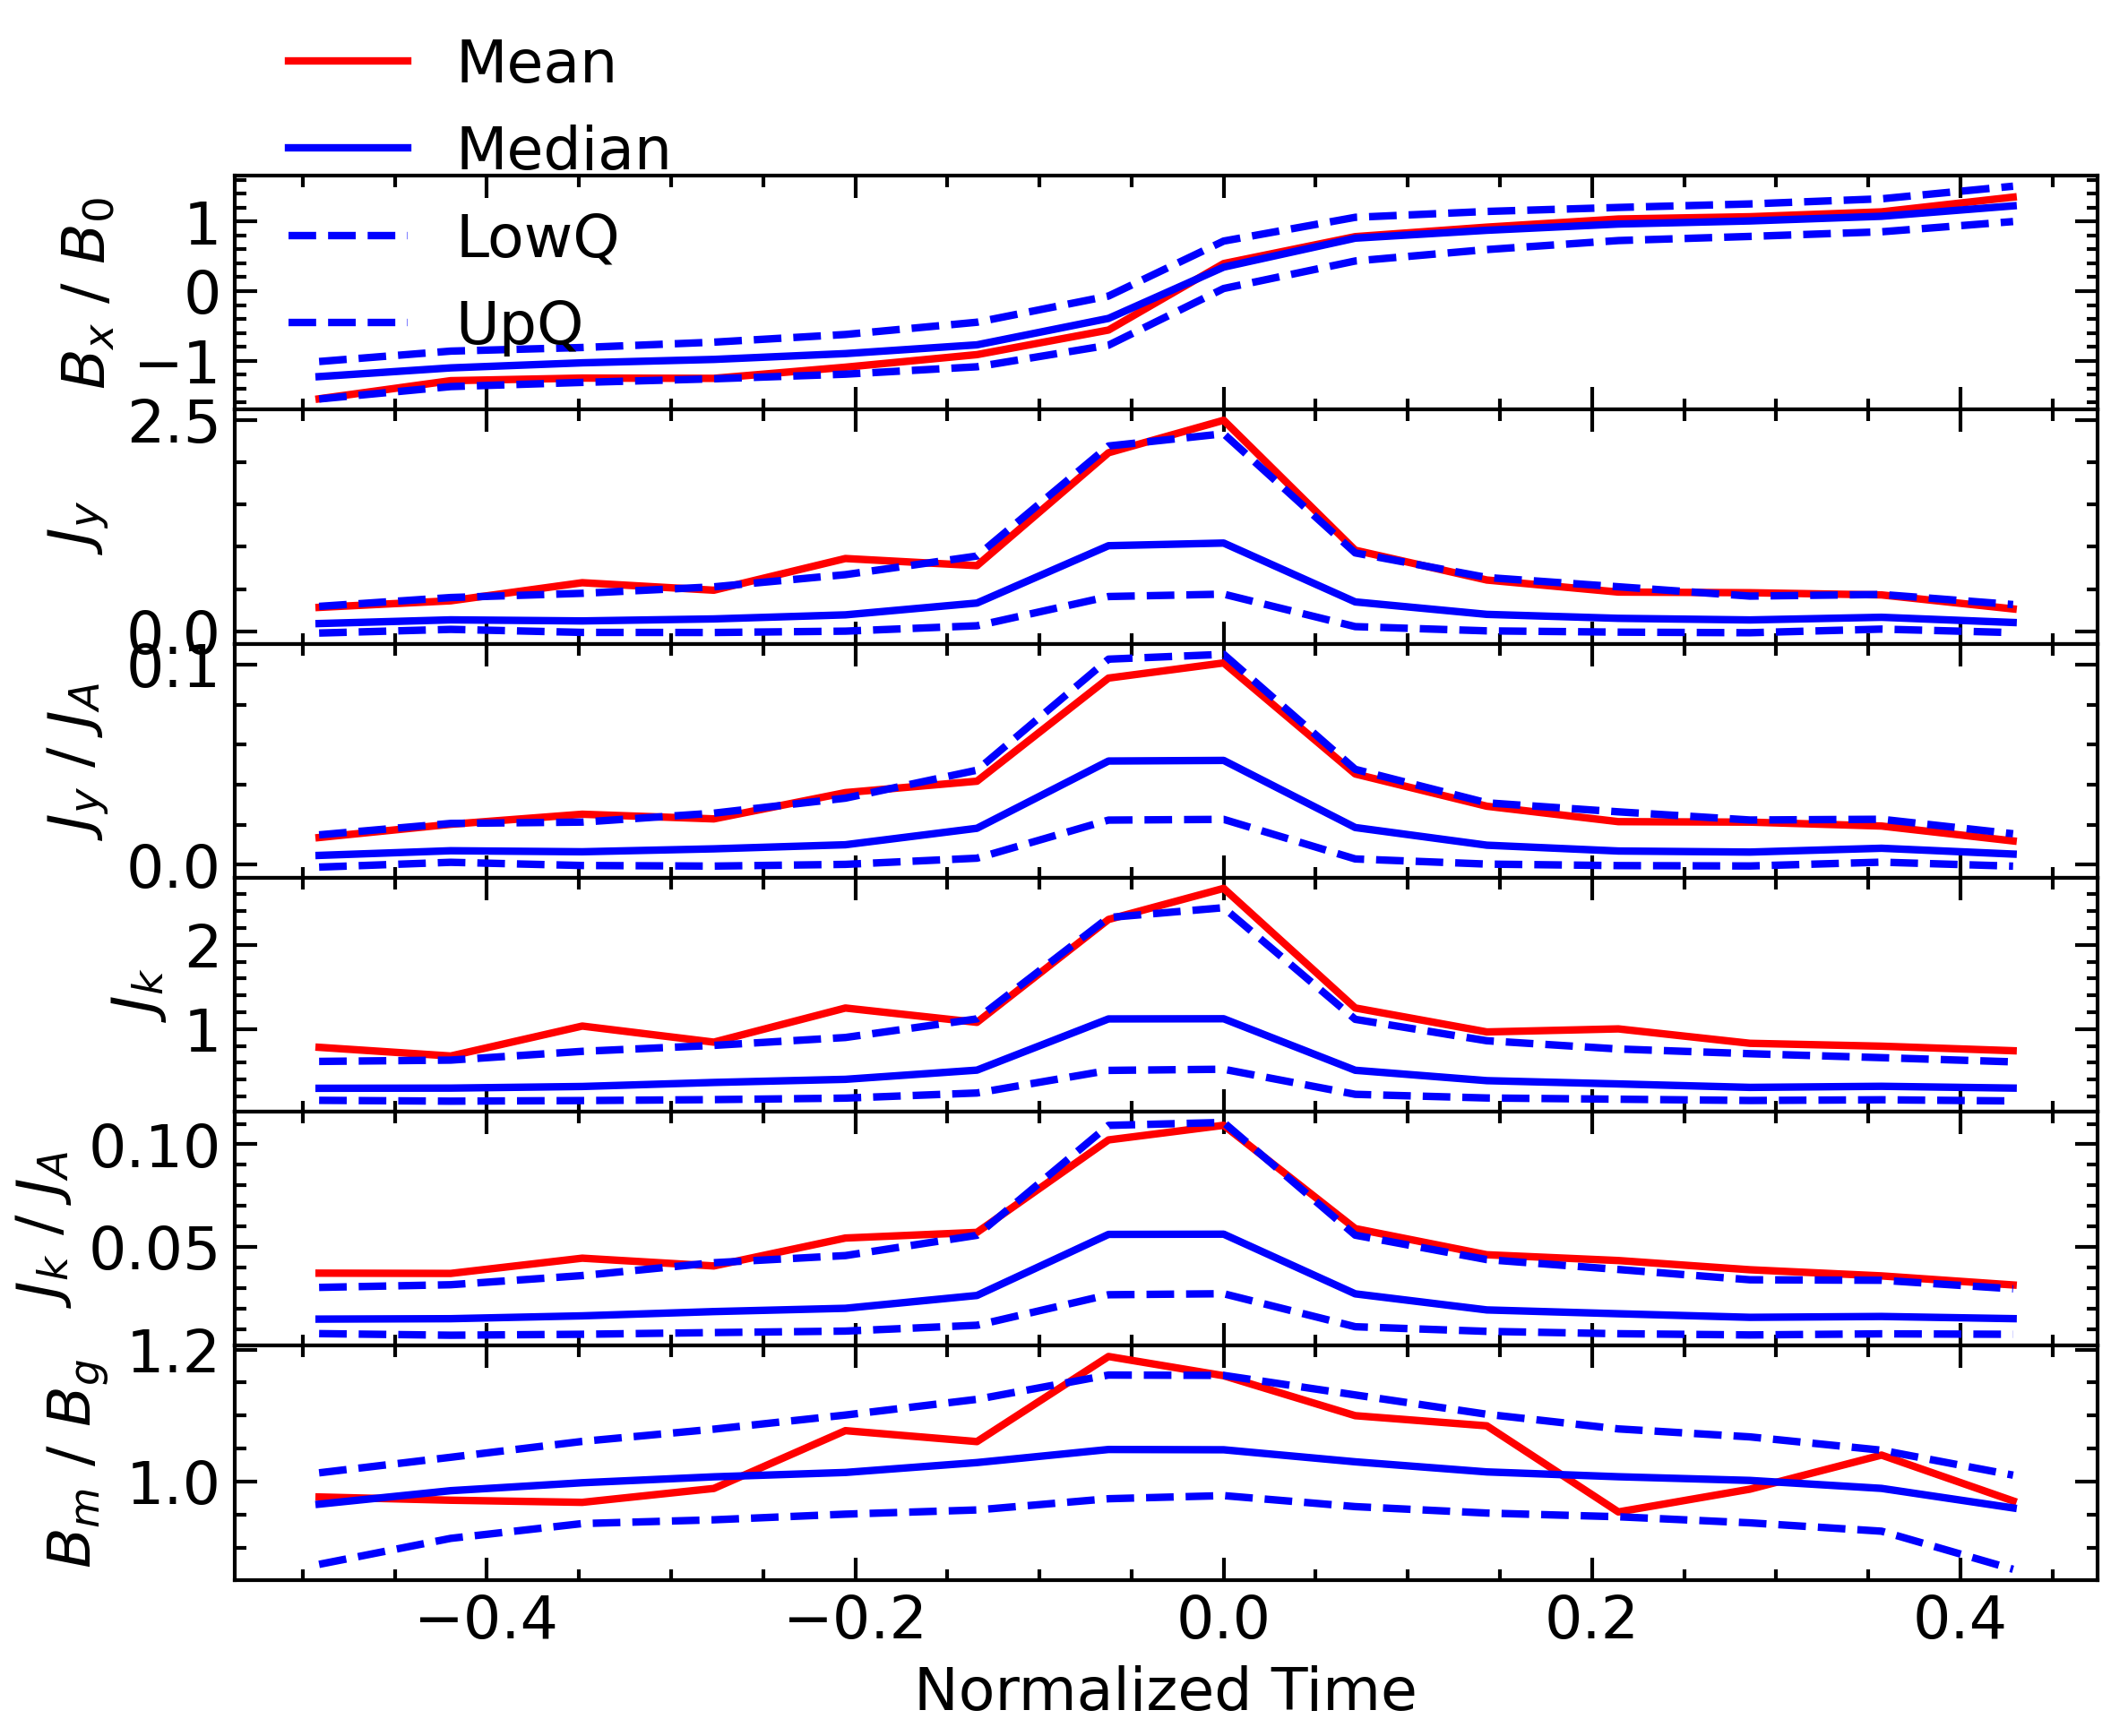 Mean
Median
LowQ
UpQ
B_x / B_0
1
0
−1
J_y
2.5
0.0
J_y / J_A
0.1
0.0
J_k
2
1
J_k / J_A
0.10
0.05
B_m / B_g
1.2
1.0
−0.4 −0.2 0.0 0.2 0.4
Normalized Time